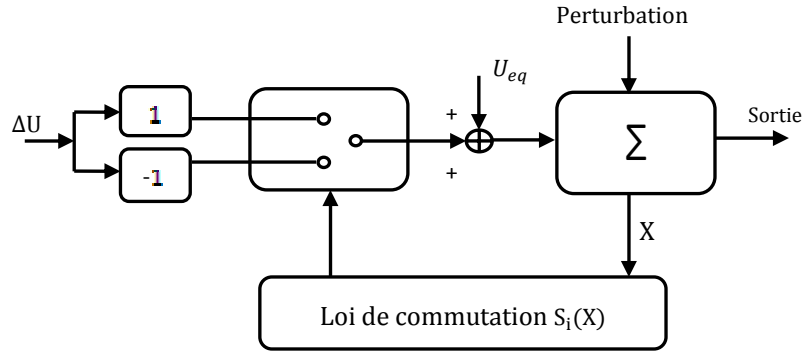 Perturbation
U_eq
ΔU
1
-1
+
+
Σ
Sortie
X
Loi de commutation S_i(X)